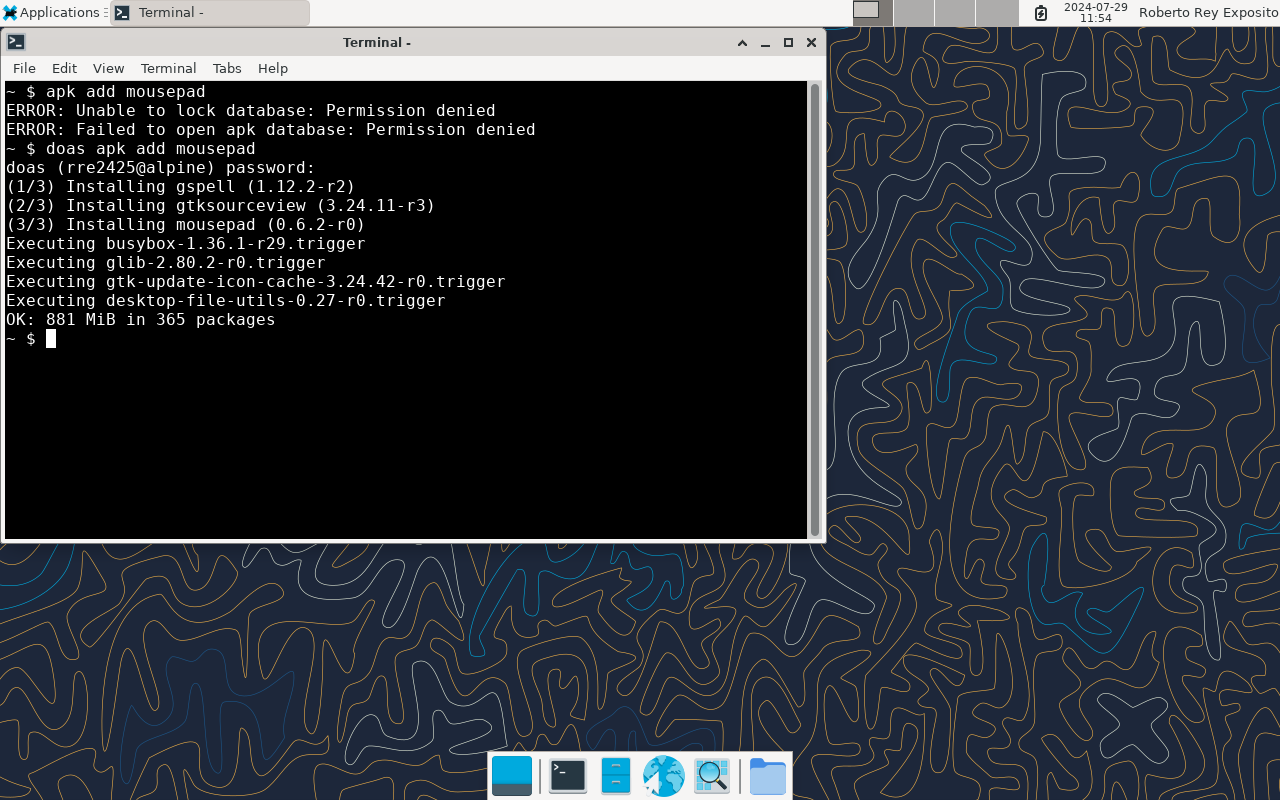 Applications Terminal - 2024-07-29 11:54 Roberto Rey Exposito
Terminal -
File Edit View Terminal Tabs Help
~ $ apk add mousepad
ERROR: Unable to lock database: Permission denied
ERROR: Failed to open apk database: Permission denied
~ $ doas apk add mousepad
doas (rre2425@alpine) password:
(1/3) Installing gspell (1.12.2-r2)
(2/3) Installing gtksourceview (3.24.11-r3)
(3/3) Installing mousepad (0.6.2-r0)
Executing busybox-1.36.1-r29.trigger
Executing glib-2.80.2-r0.trigger
Executing gtk-update-icon-cache-3.24.42-r0.trigger
Executing desktop-file-utils-0.27-r0.trigger
OK: 881 MiB in 365 packages
~ $